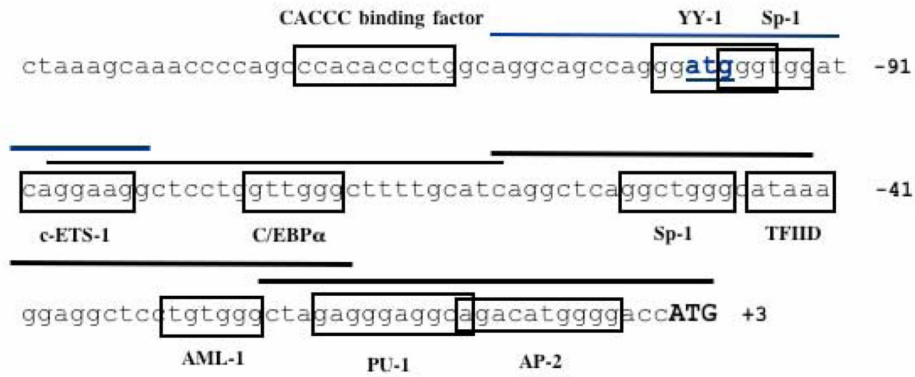 CACCC binding factor YY-1 Sp-1
ctaaagcaaaccccagcccacaccctggcaggcagccagggatgggtggat -91
caggaaggctcctggttgggcttttgcatcaggctcaggctgggcataaa -41
c-ETS-1 C/EBPα Sp-1 TFIID
ggaggctcctgtgggctagagggaggcagacatggggaccATG +3
AML-1 PU-1 AP-2